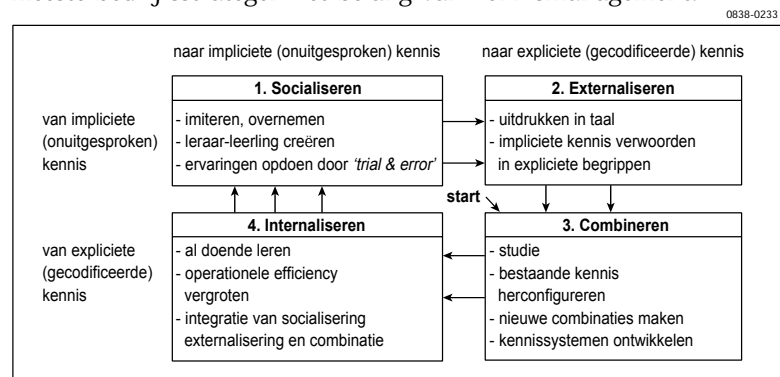 0838-0233
naar impliciete (onuitgesproken) kennis
naar expliciete (gecodificeerde) kennis
van impliciete
(onuitgesproken)
kennis
1. Socialiseren
- imiteren, overnemen
- leraar-leerling creëren
- ervaringen opdoen door ‘trial & error’
2. Externaliseren
- uitdrukken in taal
- impliciete kennis verwoorden
in expliciete begrippen
start
van expliciete
(gecodificeerde)
kennis
4. Internaliseren
- al doende leren
- operationele efficiency
vergroten
- integratie van socialisering
externalisering en combinatie
3. Combineren
- studie
- bestaande kennis
herconfigureren
- nieuwe combinaties maken
- kennissystemen ontwikkelen